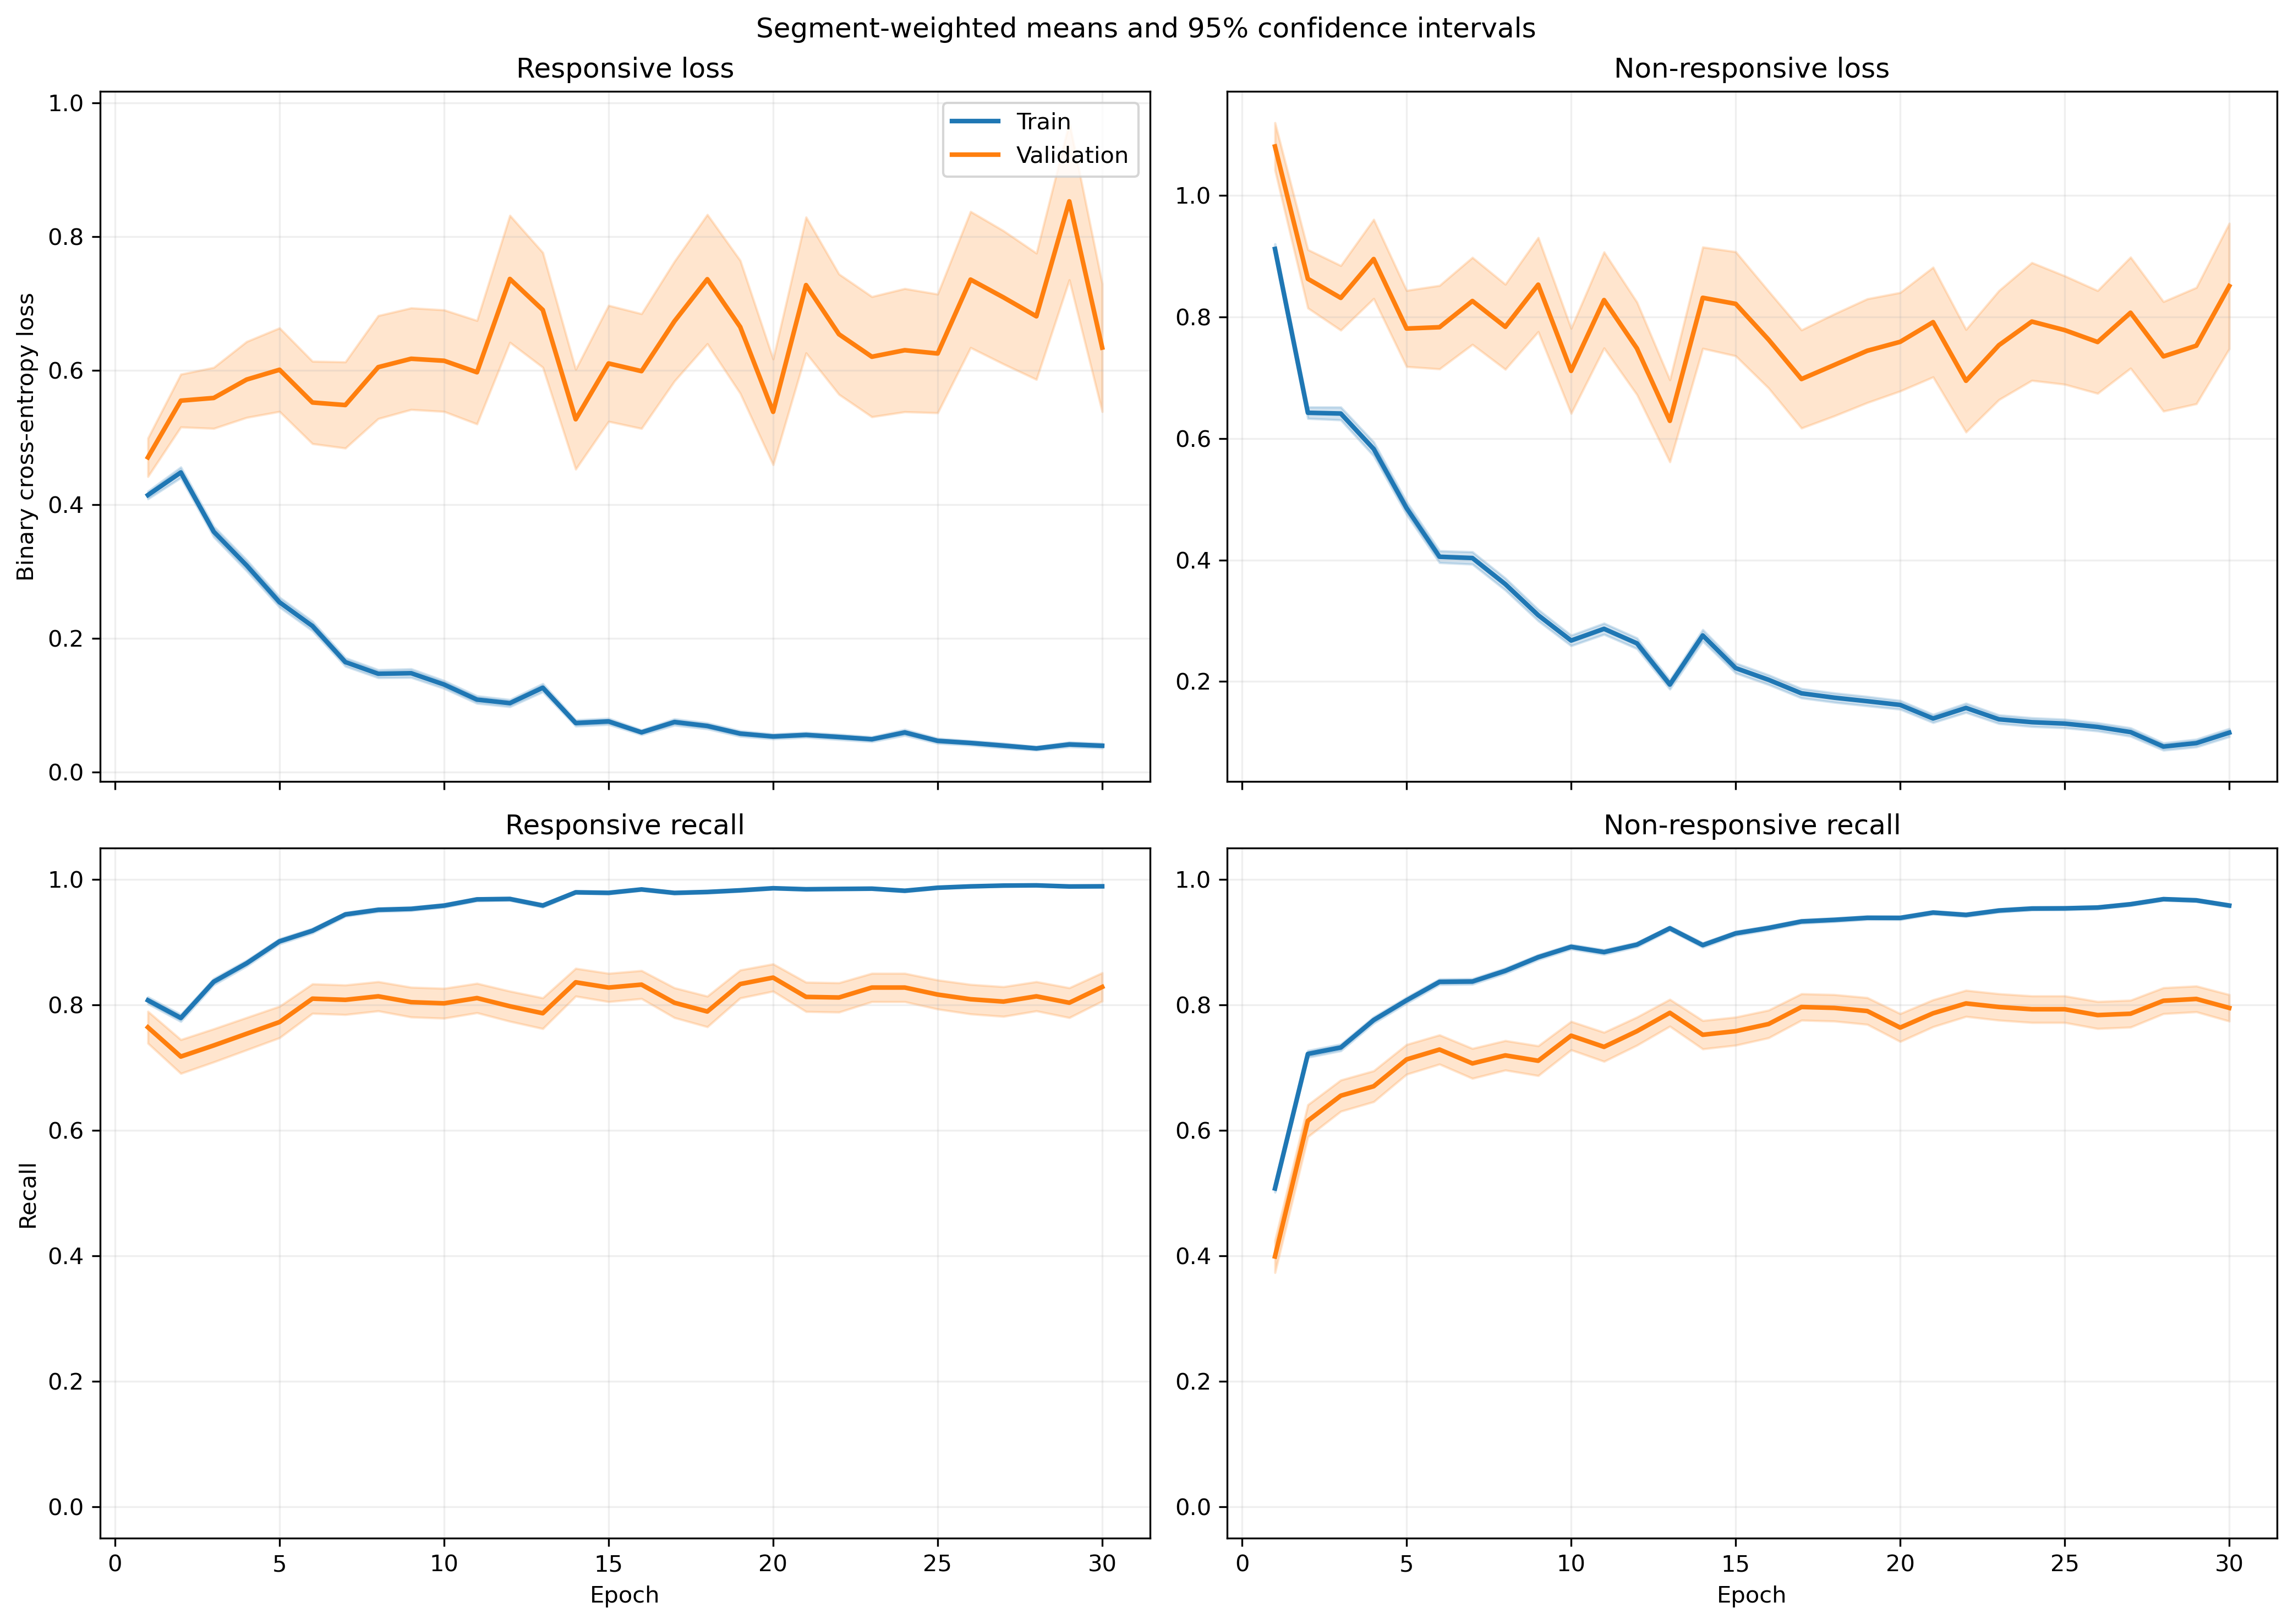 Segment-weighted means and 95% confidence intervals
Responsive loss
Non-responsive loss
Train
Validation
Binary cross-entropy loss
1.0
0.8
0.6
0.4
0.2
0.0
1.0
0.8
0.6
0.4
0.2
Responsive recall
Non-responsive recall
Recall
1.0
0.8
0.6
0.4
0.2
0.0
0 5 10 15 20 25 30
Epoch
1.0
0.8
0.6
0.4
0.2
0.0
0 5 10 15 20 25 30
Epoch